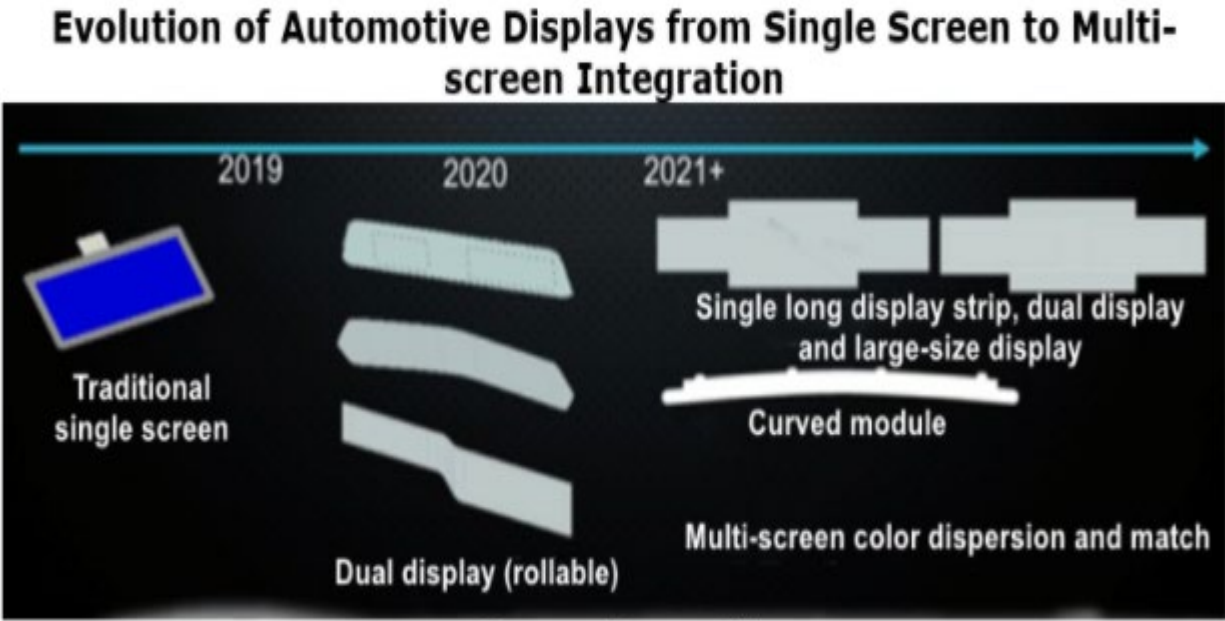 Evolution of Automotive Displays from Single Screen to Multi-
screen Integration
2019
2020
2021+
Traditional
single screen
Dual display (rollable)
Single long display strip, dual display
and large-size display
Curved module
Multi-screen color dispersion and match